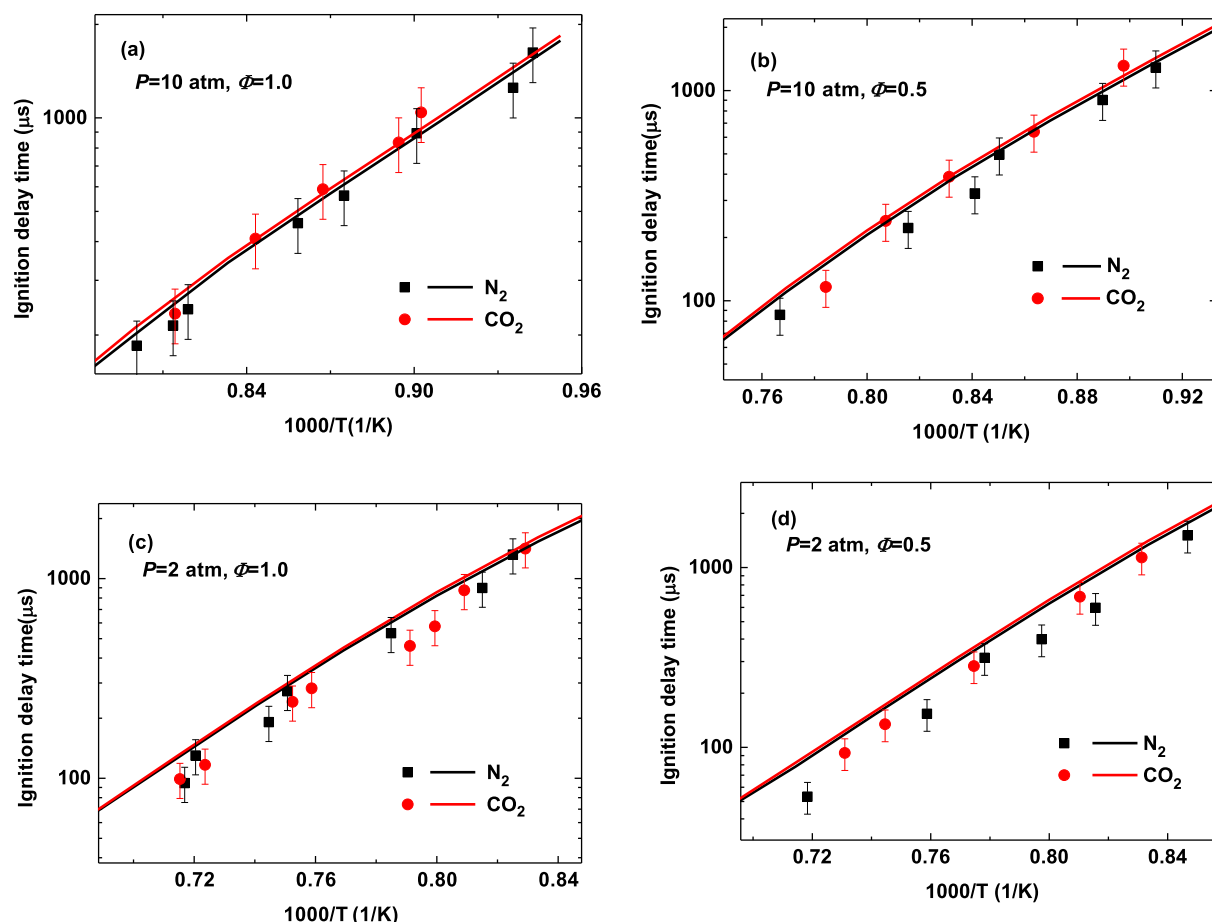 (a)
P=10 atm, Φ=1.0
1000
Ignition delay time (μs)
N2
CO2
0.84 0.90 0.96
1000/T(1/K)
(b)
P=10 atm, Φ=0.5
1000
100
Ignition delay time(μs)
N2
CO2
0.76 0.80 0.84 0.88 0.92
1000/T (1/K)
(c)
P=2 atm, Φ=1.0
1000
100
Ignition delay time(μs)
N2
CO2
0.72 0.76 0.80 0.84
1000/T (1/K)
(d)
P=2 atm, Φ=0.5
1000
100
Ignition delay time (μs)
N2
CO2
0.72 0.76 0.80 0.84
1000/T (1/K)